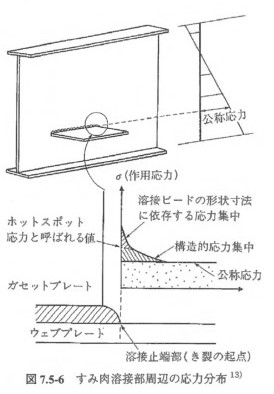 公称応力
σ(作用応力)
溶接ビードの形状寸法
に依存する応力集中
ホットスポット
応力と呼ばれる値
構造的応力集中
公称応力
ガセットプレート
ウェブプレート
溶接止端部(き裂の起点)
図 7.5-6 すみ肉溶接部周辺の応力分布¹³⁾